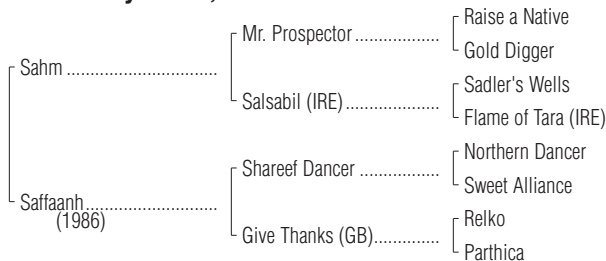 Raise a Native
Mr. Prospector ..................
Gold Digger
Sahm ................................
Sadler's Wells
Salsabil (IRE) ....................
Flame of Tara (IRE)
Northern Dancer
Shareef Dancer .................
Sweet Alliance
Saffaanh............................
(1986)
Relko
Give Thanks (GB)..............
Parthica